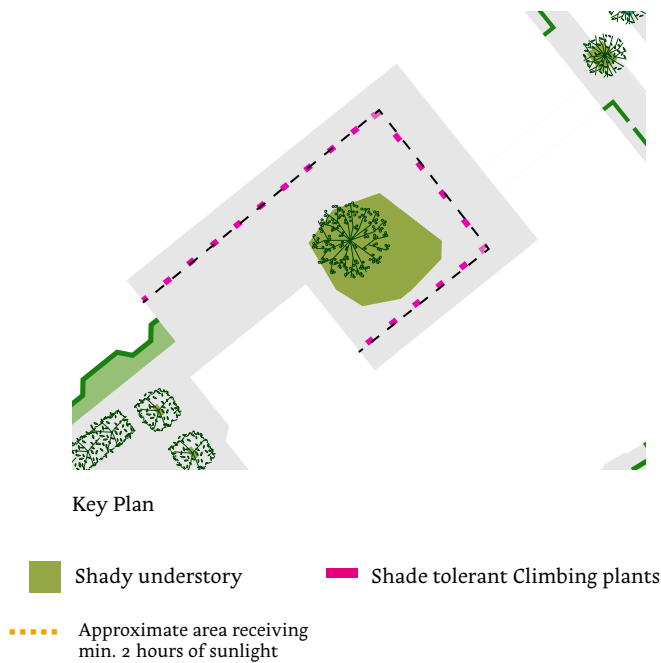 Key Plan
Shady understory
Shade tolerant Climbing plants
Approximate area receiving
min. 2 hours of sunlight